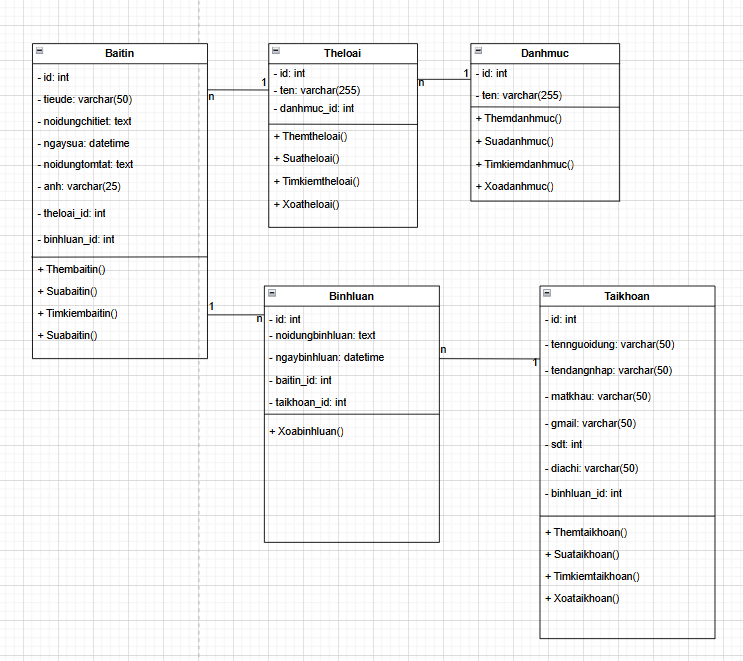 Baitin
- id: int
- tieude: varchar(50)
- noidungchitiet: text
- ngaysua: datetime
- noidungtomtat: text
- anh: varchar(25)
- theloai_id: int
- binhluan_id: int
+ Thembaitin()
+ Suabaitin()
+ Timkiembaitin()
+ Suabaitin()
n
1
Theloai
- id: int
- ten: varchar(255)
- danhmuc_id: int
+ Themtheloai()
+ Suatheloai()
+ Timkiemtheloai()
+ Xoatheloai()
n
1
Danhmuc
- id: int
- ten: varchar(255)
+ Themdanhmuc()
+ Suadanhmuc()
+ Timkiemdanhmuc()
+ Xoadanhmuc()
1
n
Binhluan
- id: int
- noidungbinhluan: text
- ngaybinhluan: datetime
- baitin_id: int
- taikhoan_id: int
+ Xoabinhluan()
n
1
Taikhoan
- id: int
- tennguoidung: varchar(50)
- tendangnhap: varchar(50)
- matkhau: varchar(50)
- gmail: varchar(50)
- sdt: int
- diachi: varchar(50)
- binhluan_id: int
+ Themtaikhoan()
+ Suataikhoan()
+ Timkiemtaikhoan()
+ Xoataikhoan()